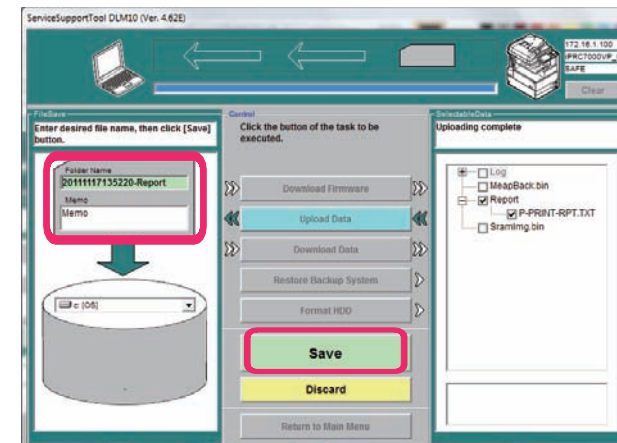 ServiceSupportTool DLM10 (Ver. 4.62E)
172.16.1.100
iPRC7000VP_
SAFE
Clear
FileSave
Enter desired file name, then click [Save]
button.
Folder Name
20111117135220-Report
Memo
Memo
c [OS]
Control
Click the button of the task to be
executed.
Download Firmware
Upload Data
Download Data
Restore Backup System
Format HDD
Save
Discard
Return to Main Menu
SelectableData
Uploading complete
Log
MeapBack.bin
Report
P-PRINT-RPT.TXT
SramImg.bin